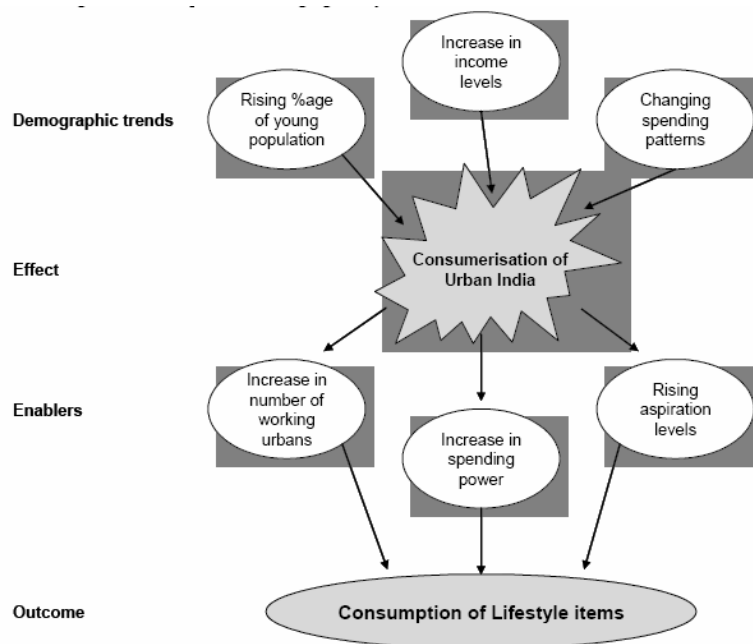 Increase in
income
levels
Demographic trends
Rising %age
of young
population
Changing
spending
patterns
Effect
Consumerisation of
Urban India
Enablers
Increase in
number of
working
urbans
Increase in
spending
power
Rising
aspiration
levels
Outcome
Consumption of Lifestyle items